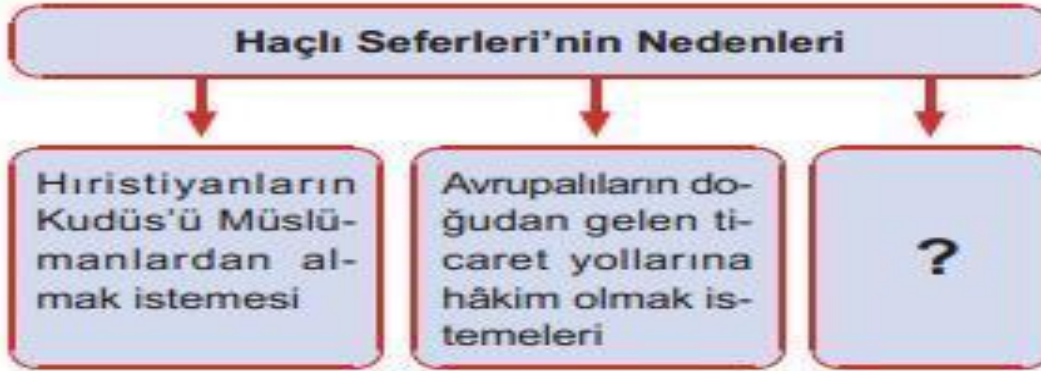 Haçlı Seferleri’nin Nedenleri
Hıristiyanların
Kudüs’ü Müslü-
manlardan al-
mak istemesi
Avrupalıların do-
ğudan gelen ti-
caret yollarına
hâkim olmak is-
temeleri
?